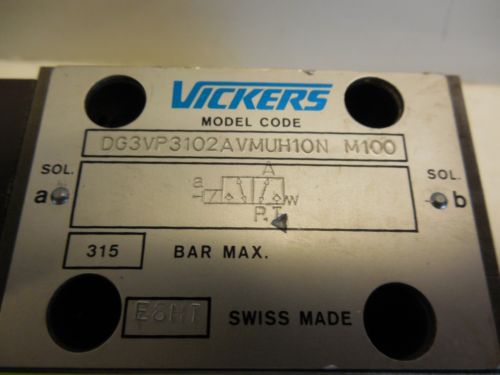 VICKERS
MODEL CODE
DG3VP3102AVMUH10N M100
SOL. SOL.
a b
a A
W
P T
315 BAR MAX.
SWISS MADE